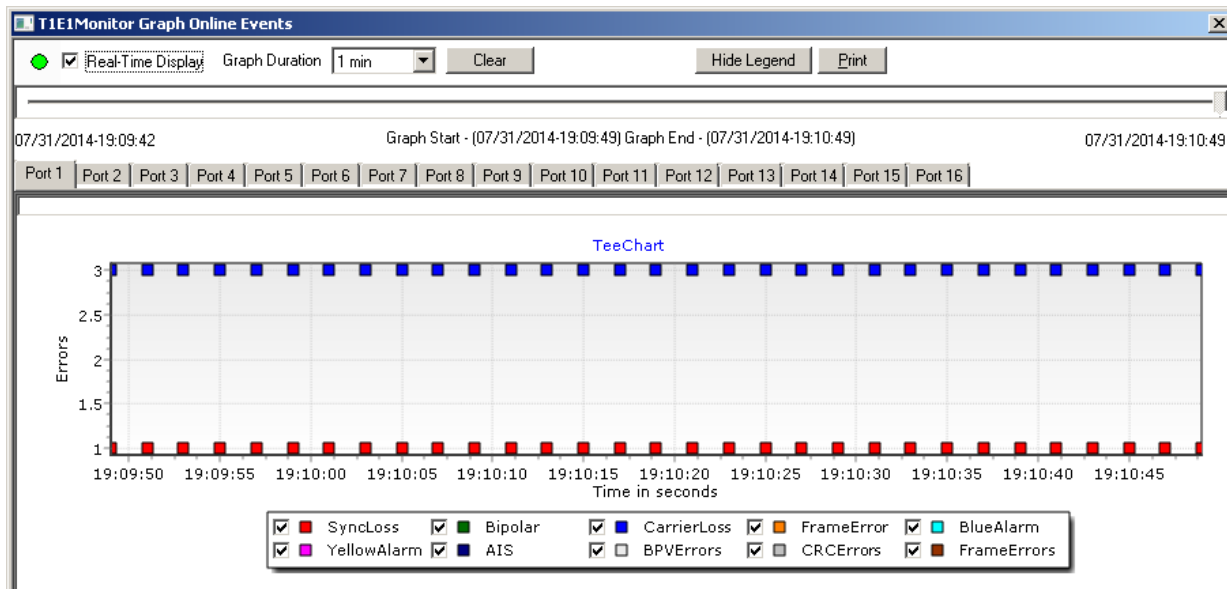 T1E1Monitor Graph Online Events
Real-Time Display Graph Duration 1 min Clear Hide Legend Print
07/31/2014-19:09:42 Graph Start - (07/31/2014-19:09:49) Graph End - (07/31/2014-19:10:49) 07/31/2014-19:10:49
Port 1 Port 2 Port 3 Port 4 Port 5 Port 6 Port 7 Port 8 Port 9 Port 10 Port 11 Port 12 Port 13 Port 14 Port 15 Port 16
TeeChart
3
2.5
2
1.5
1
Errors
19:09:50 19:09:55 19:10:00 19:10:05 19:10:10 19:10:15 19:10:20 19:10:25 19:10:30 19:10:35 19:10:40 19:10:45
Time in seconds
SyncLoss Bipolar CarrierLoss FrameError BlueAlarm
YellowAlarm AIS BPVErrors CRCErrors FrameErrors